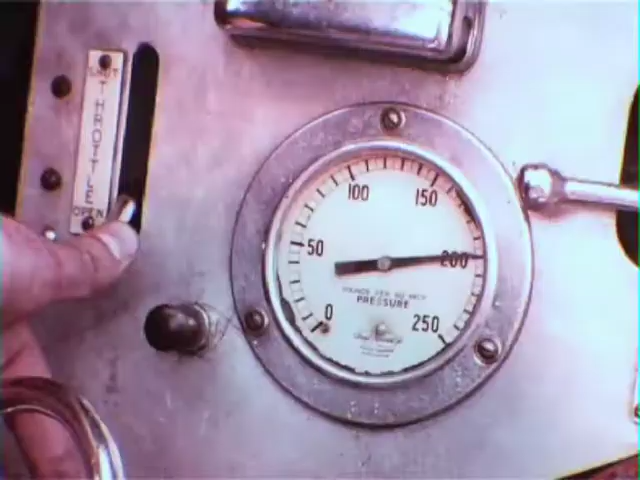 SHUT
THROTTLE
OPEN
100
150
50
200
0
250
POUNDS PER SQ INCH
PRESSURE